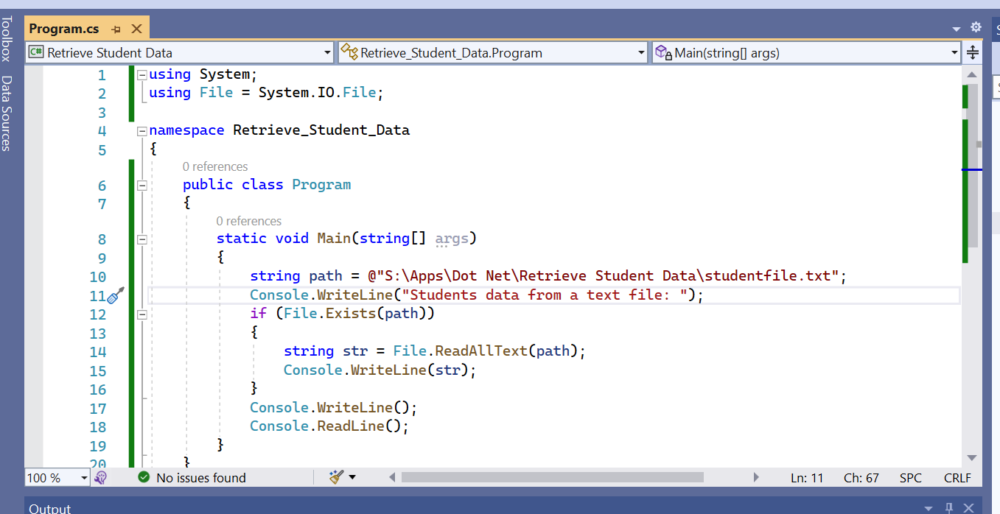 Toolbox
Data Sources
Program.cs
C# Retrieve Student Data
Retrieve_Student_Data.Program
Main(string[] args)
1 using System;
2 using File = System.IO.File;
3
4 namespace Retrieve_Student_Data
5 {
0 references
6 public class Program
7 {
0 references
8 static void Main(string[] args)
9 {
10 string path = @"S:\Apps\Dot Net\Retrieve Student Data\studentfile.txt";
11 Console.WriteLine("Students data from a text file: ");
12 if (File.Exists(path))
13 {
14 string str = File.ReadAllText(path);
15 Console.WriteLine(str);
16 }
17 Console.WriteLine();
18 Console.ReadLine();
19 }
20 }
100 %
No issues found
Ln: 11
Ch: 67
SPC
CRLF
Output